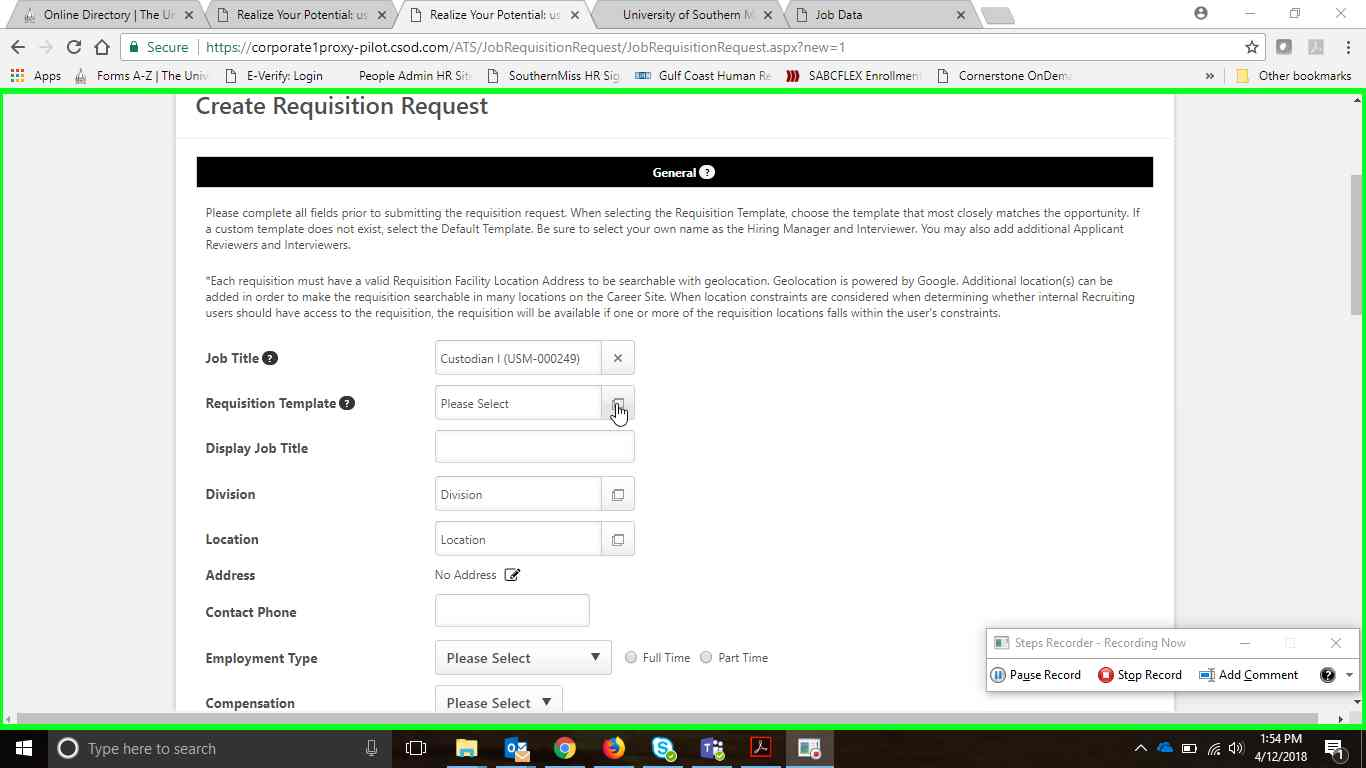 Online Directory | The Ur
Realize Your Potential: us
Realize Your Potential: us
University of Southern M
Job Data
Secure
https://corporate1proxy-pilot.csod.com/ATS/JobRequisitionRequest/JobRequisitionRequest.aspx?new=1
Apps
Forms A-Z | The Univ
E-Verify: Login
People Admin HR Site
SouthernMiss HR Sig
Gulf Coast Human Re
SABCFLEX Enrollmen
Cornerstone OnDema
»
Other bookmarks
Create Requisition Request
General ?
Please complete all fields prior to submitting the requisition request. When selecting the Requisition Template, choose the template that most closely matches the opportunity. If
a custom template does not exist, select the Default Template. Be sure to select your own name as the Hiring Manager and Interviewer. You may also add additional Applicant
Reviewers and Interviewers.
*Each requisition must have a valid Requisition Facility Location Address to be searchable with geolocation. Geolocation is powered by Google. Additional location(s) can be
added in order to make the requisition searchable in many locations on the Career Site. When location constraints are considered when determining whether internal Recruiting
users should have access to the requisition, the requisition will be available if one or more of the requisition locations falls within the user's constraints.
Job Title ?
Custodian I (USM-000249)
Requisition Template ?
Please Select
Display Job Title
Division
Division
Location
Location
Address
No Address
Contact Phone
Employment Type
Please Select
Full Time
Part Time
Compensation
Please Select
Steps Recorder - Recording Now
Pause Record
Stop Record
Add Comment
?
Type here to search
1:54 PM
4/12/2018
1